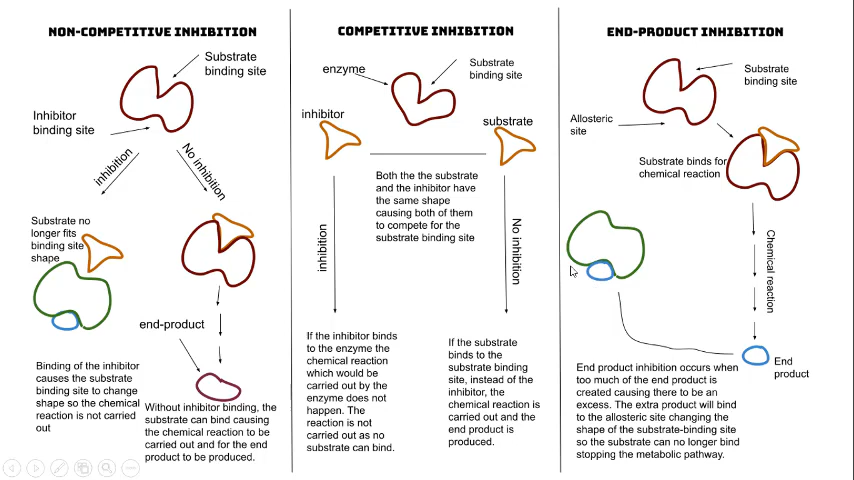 NON-COMPETITIVE INHIBITION
Substrate
binding site
Inhibitor
binding site
inhibition
No inhibition
Substrate no
longer fits
binding site
shape
end-product
Binding of the inhibitor
causes the substrate
binding site to change
shape so the chemical
reaction is not carried
out
Without inhibitor binding, the
substrate can bind causing
the chemical reaction to be
carried out and for the end
product to be produced.
COMPETITIVE INHIBITION
enzyme
Substrate
binding site
inhibitor
substrate
Both the the substrate
and the inhibitor have
the same shape
causing both of them
to compete for the
substrate binding site
inhibition
No inhibition
If the inhibitor binds
to the enzyme the
chemical reaction
which would be
carried out by the
enzyme does not
happen. The
reaction is not
carried out as no
substrate can bind.
If the substrate
binds to the
substrate binding
site, instead of the
inhibitor, the
chemical reaction is
carried out and the
end product is
produced.
END-PRODUCT INHIBITION
Substrate
binding site
Allosteric
site
Substrate binds for
chemical reaction
Chemical reaction
End
product
End product inhibition occurs when
too much of the end product is
created causing there to be an
excess. The extra product will bind
to the allosteric site changing the
shape of the substrate-binding site
so the substrate can no longer bind
stopping the metabolic pathway.